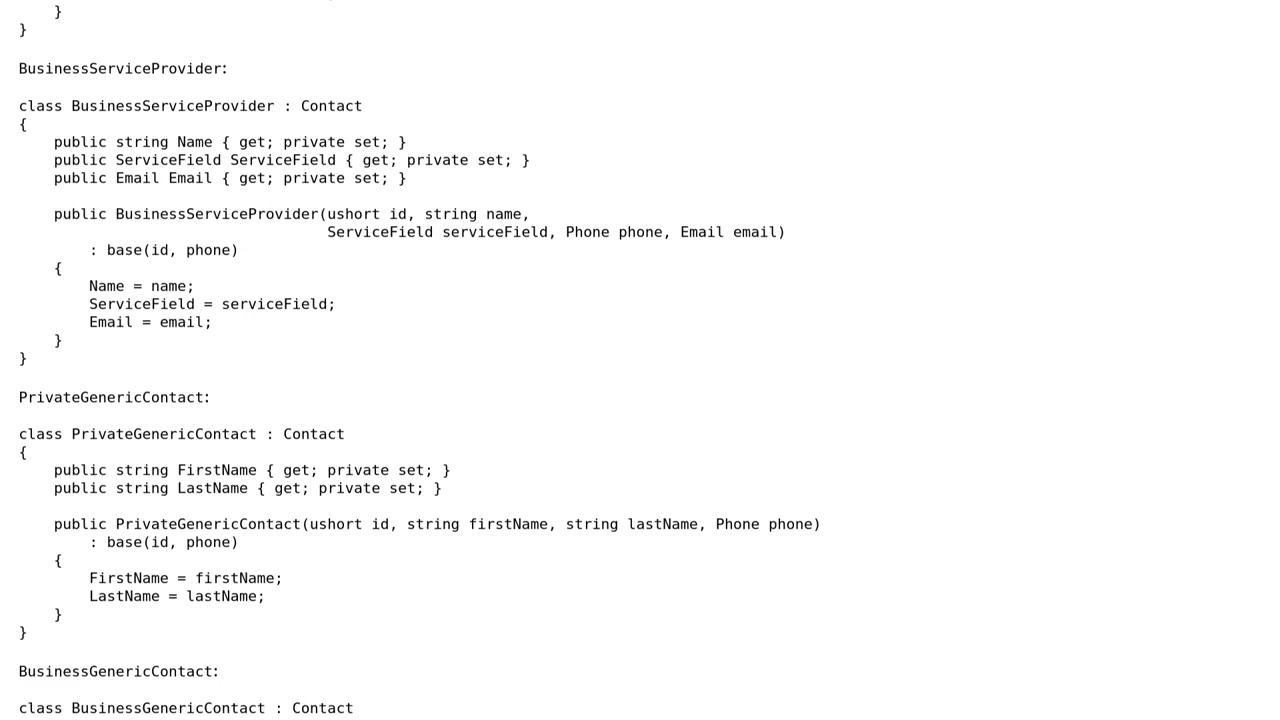 }
}
BusinessServiceProvider:
class BusinessServiceProvider : Contact
{
    public string Name { get; private set; }
    public ServiceField ServiceField { get; private set; }
    public Email Email { get; private set; }
    public BusinessServiceProvider(ushort id, string name,
                                   ServiceField serviceField, Phone phone, Email email)
        : base(id, phone)
    {
        Name = name;
        ServiceField = serviceField;
        Email = email;
    }
}
PrivateGenericContact:
class PrivateGenericContact : Contact
{
    public string FirstName { get; private set; }
    public string LastName { get; private set; }
    public PrivateGenericContact(ushort id, string firstName, string lastName, Phone phone)
        : base(id, phone)
    {
        FirstName = firstName;
        LastName = lastName;
    }
}
BusinessGenericContact:
class BusinessGenericContact : Contact